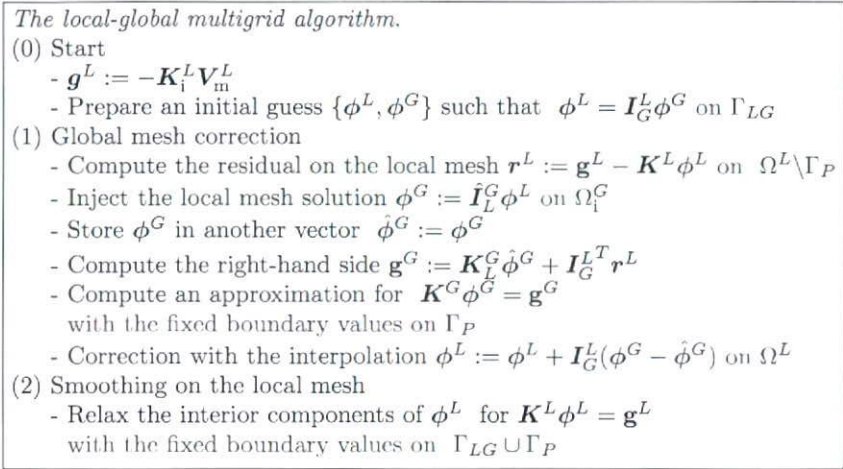 The local-global multigrid algorithm.
(0) Start
- g^L := −K_i^L V_m^L
- Prepare an initial guess {ϕ^L, ϕ^G} such that ϕ^L = I_G^L ϕ^G on Γ_LG
(1) Global mesh correction
- Compute the residual on the local mesh r^L := g^L − K^L ϕ^L on Ω^L\Γ_P
- Inject the local mesh solution ϕ^G := Î_L^G ϕ^L on Ω_i^G
- Store ϕ^G in another vector ϕ̂^G := ϕ^G
- Compute the right-hand side g^G := K_L^G ϕ̂^G + I_G^L^T r^L
- Compute an approximation for K^G ϕ^G = g^G
with the fixed boundary values on Γ_P
- Correction with the interpolation ϕ^L := ϕ^L + I_G^L(ϕ^G − ϕ̂^G) on Ω^L
(2) Smoothing on the local mesh
- Relax the interior components of ϕ^L for K^L ϕ^L = g^L
with the fixed boundary values on Γ_LG ∪ Γ_P